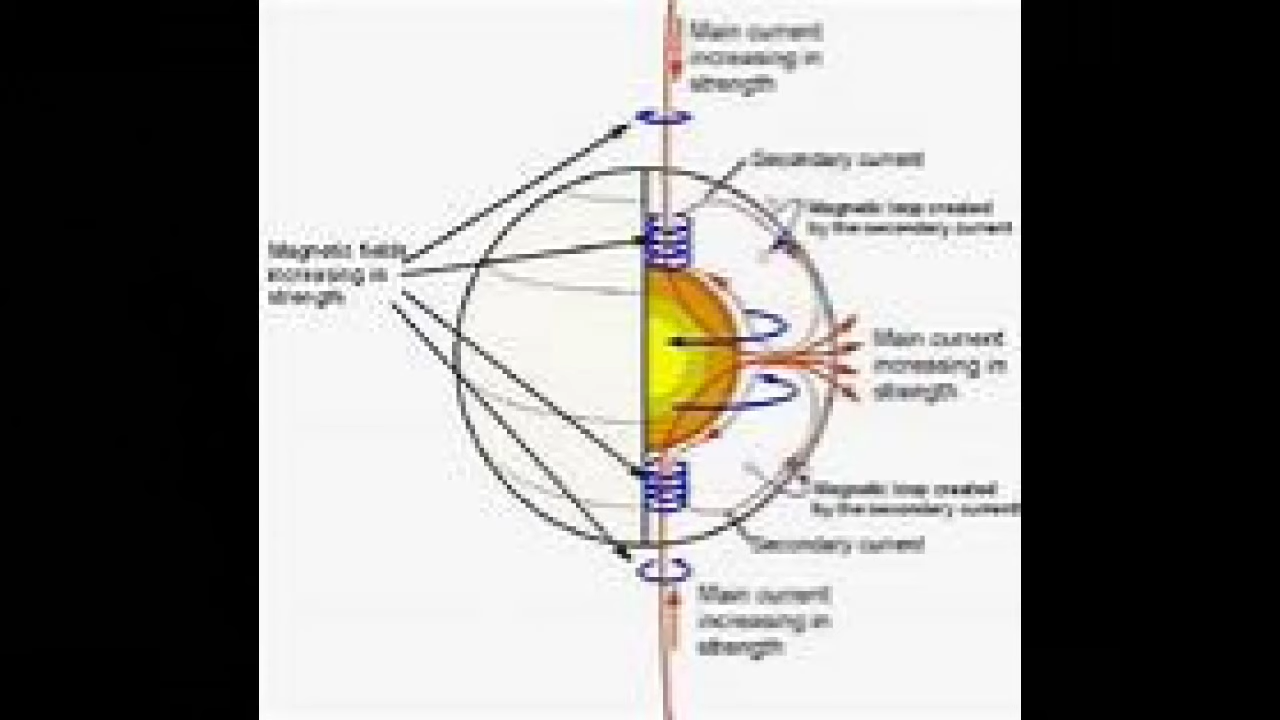 Main current
increasing in
strength
Secondary current
Magnetic loop created
by the secondary current
Magnetic fields
increasing in
strength
Main current
increasing in
strength
Magnetic loop created
by the secondary current
Secondary current
Main current
increasing in
strength